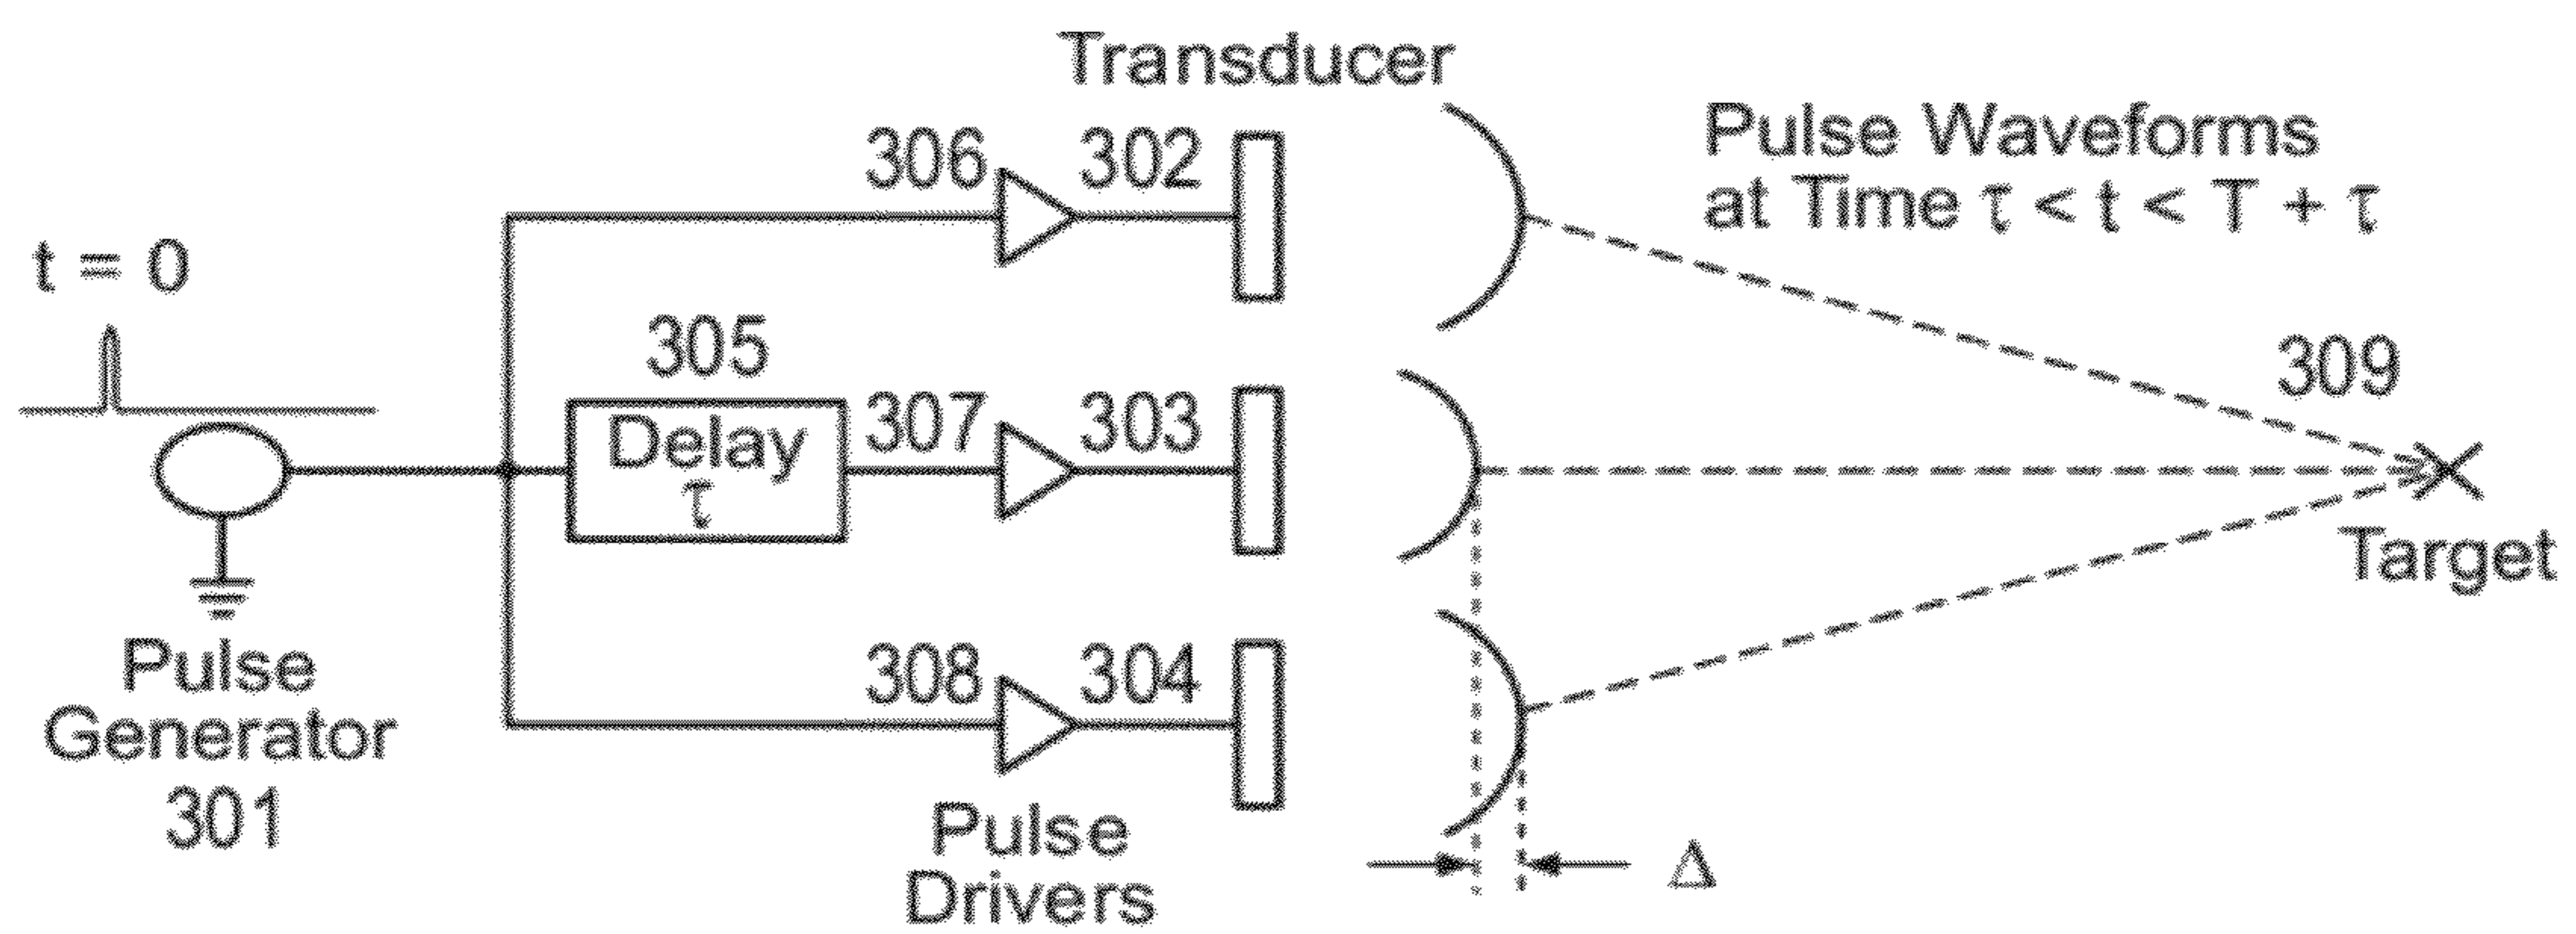 Transducer
Pulse Waveforms
at Time τ < t < T + τ
306
302
t = 0
305
Delay
τ
307
303
309
Target
308
304
Pulse
Generator
301
Pulse
Drivers
Δ